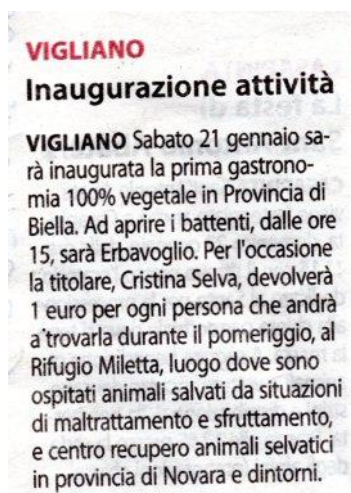 VIGLIANO
Inaugurazione attività
VIGLIANO Sabato 21 gennaio sa-
rà inaugurata la prima gastrono-
mia 100% vegetale in Provincia di
Biella. Ad aprire i battenti, dalle ore
15, sarà Erbavoglio. Per l'occasione
la titolare, Cristina Selva, devolverà
1 euro per ogni persona che andrà
a trovarla durante il pomeriggio, al
Rifugio Miletta, luogo dove sono
ospitati animali salvati da situazioni
di maltrattamento e sfruttamento,
e centro recupero animali selvatici
in provincia di Novara e dintorni.